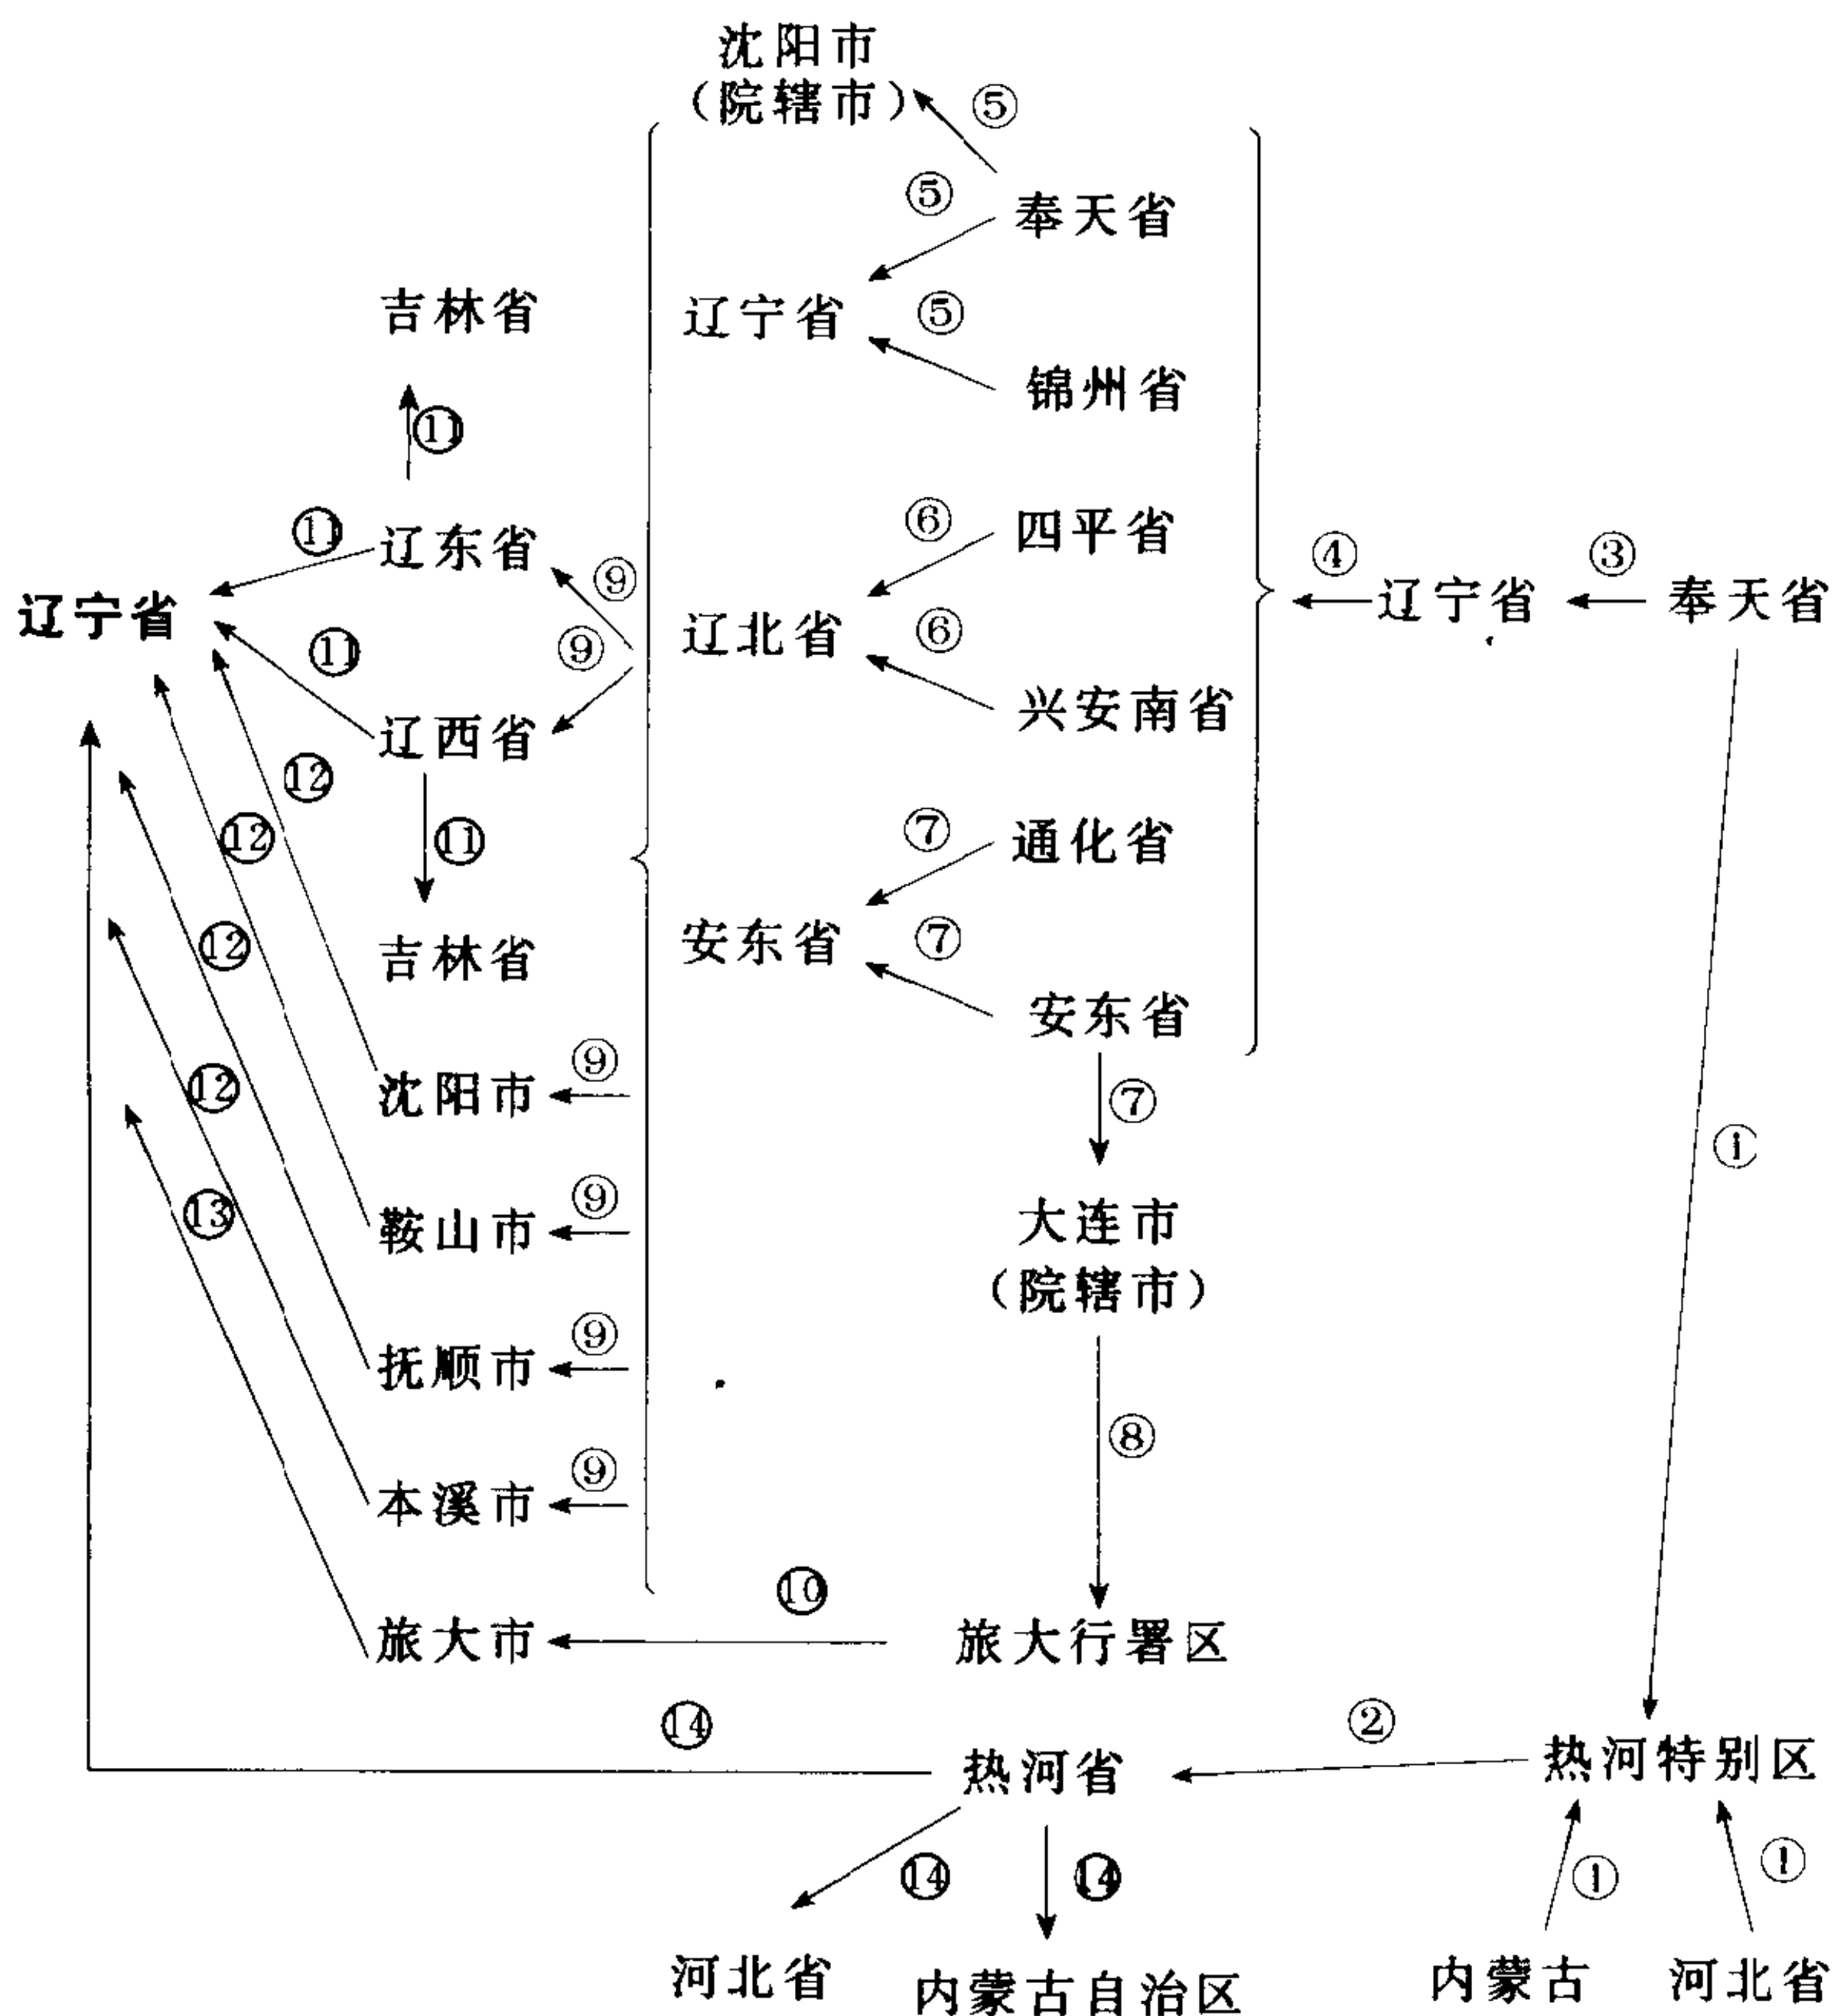 沈阳市
（院辖市）
⑤
⑤
奉天省
吉林省
辽宁省
⑤
锦州省
⑪
⑥
四平省
⑪
辽东省
⑨
④
③
辽宁省
辽宁省
奉天省
⑪
⑨
辽北省
⑥
兴安南省
辽西省
⑫
⑫
⑪
⑦
通化省
⑫
吉林省
安东省
⑦
安东省
⑫
沈阳市
⑨
⑦
①
⑬
鞍山市
⑨
大连市
（院辖市）
抚顺市
⑨
⑧
本溪市
⑨
⑩
旅大市
旅大行署区
⑭
②
热河省
热河特别区
⑭
⑭
①
①
河北省
内蒙古自治区
内蒙古
河北省